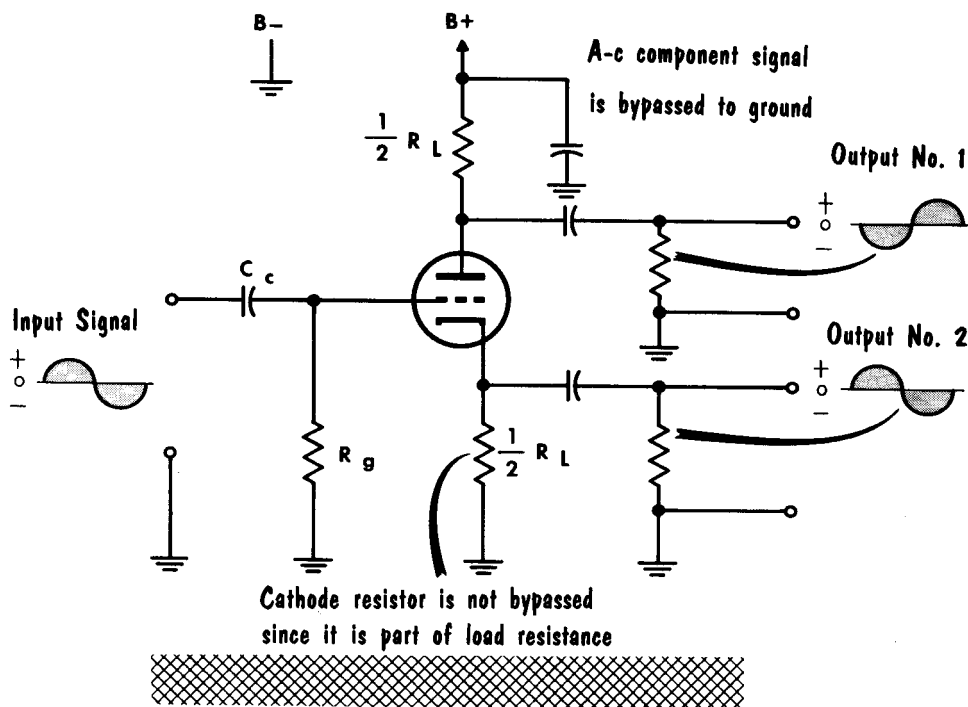 B–
B+
A-c component signal
is bypassed to ground
1/2 R L
Output No. 1
+
o
–
C c
Input Signal
+
o
–
Output No. 2
+
o
–
R g
1/2 R L
Cathode resistor is not bypassed
since it is part of load resistance